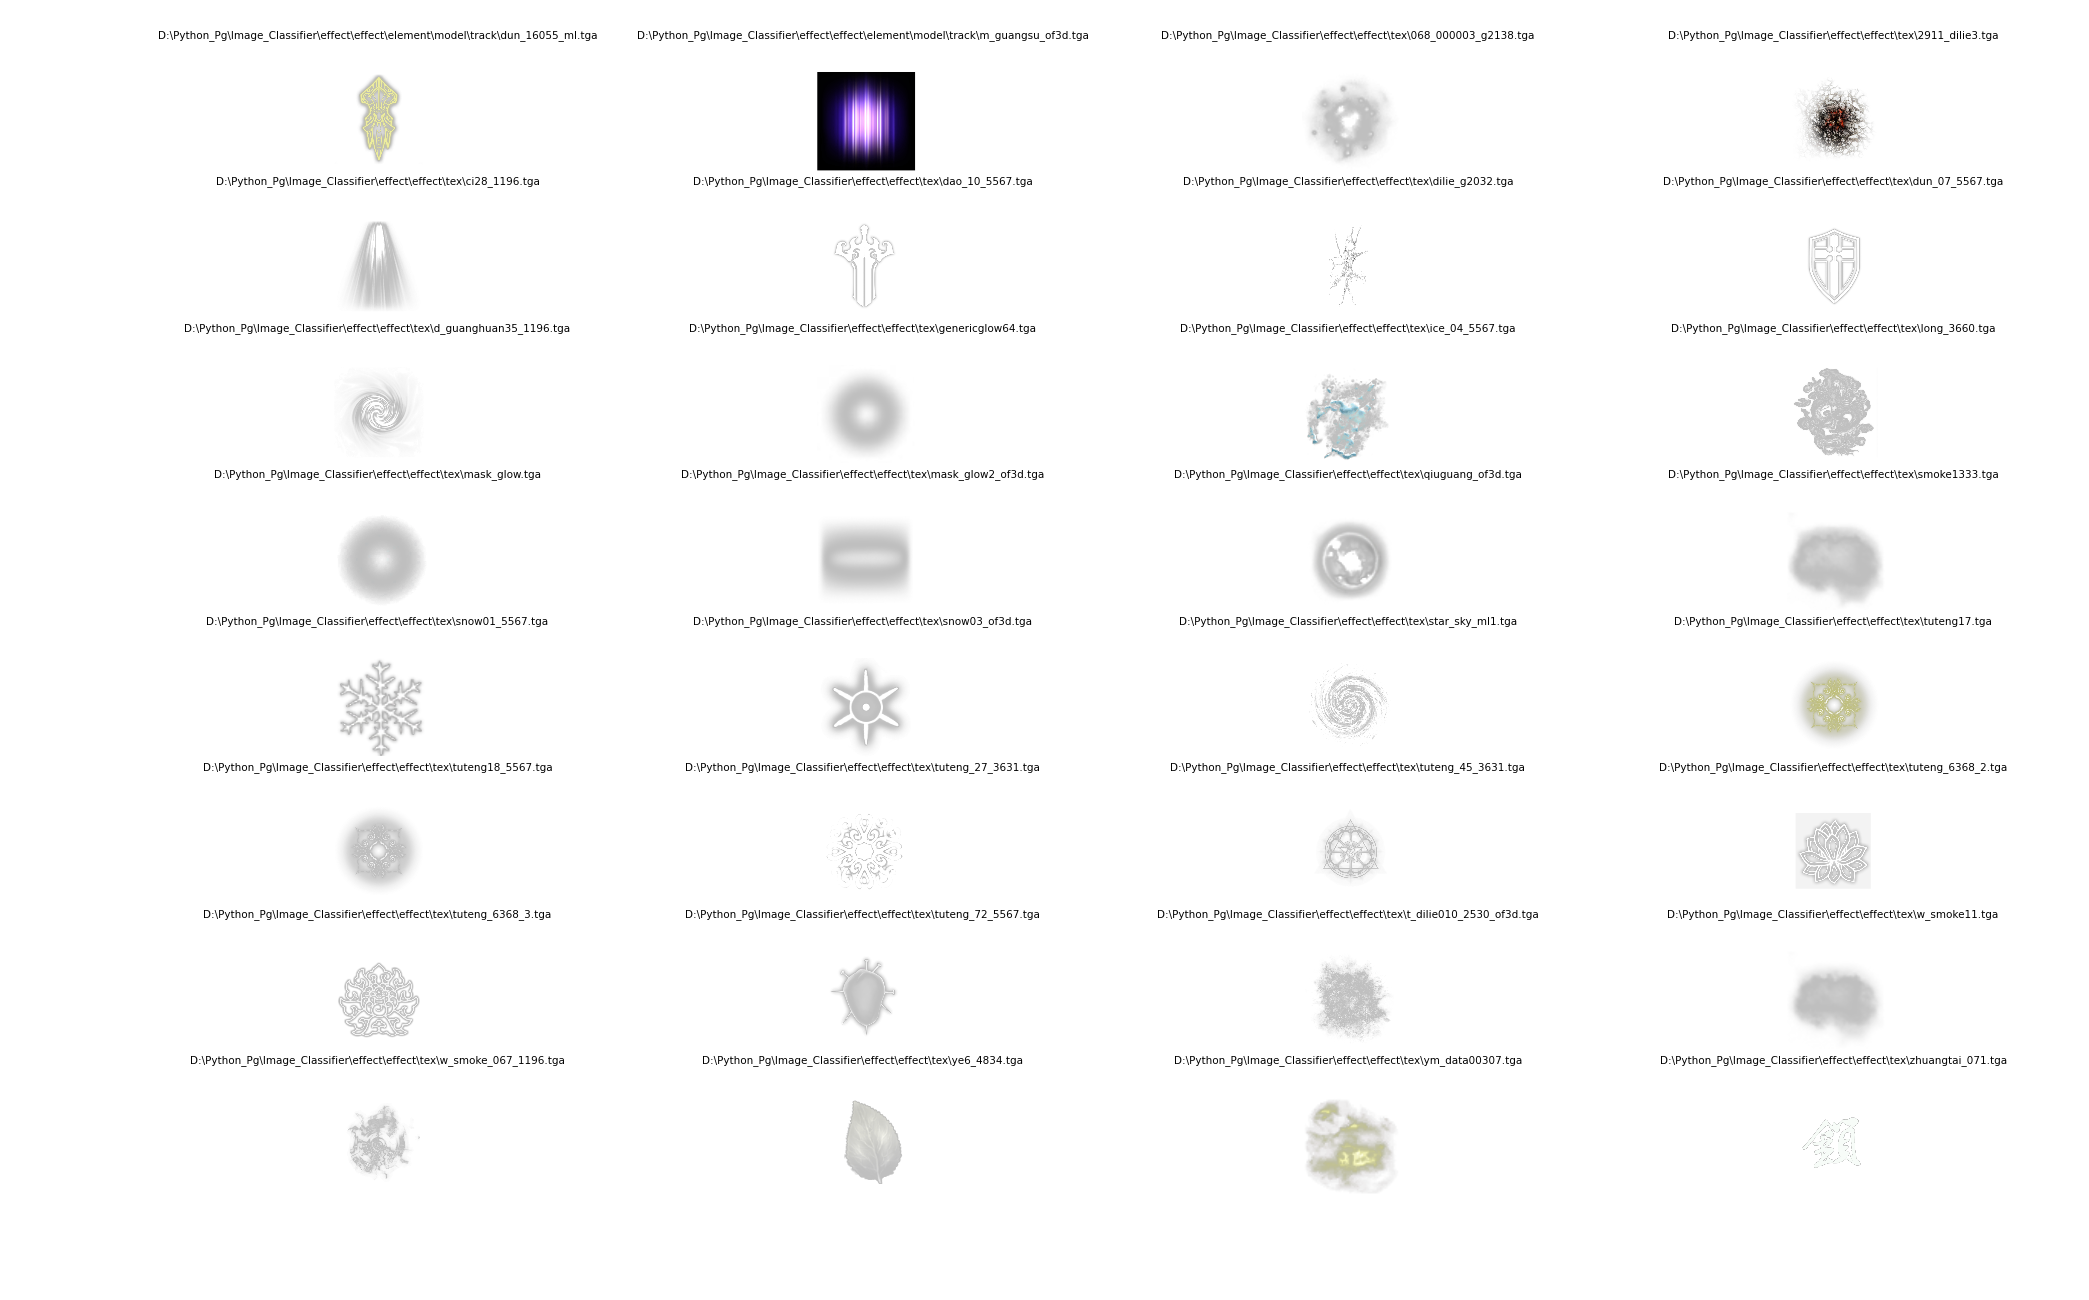 D:\Python_Pg\Image_Classifier\effect\effect\element\model\track\dun_16055_ml.tga
D:\Python_Pg\Image_Classifier\effect\effect\element\model\track\m_guangsu_of3d.tga
D:\Python_Pg\Image_Classifier\effect\effect\tex\068_000003_g2138.tga
D:\Python_Pg\Image_Classifier\effect\effect\tex\2911_dilie3.tga
D:\Python_Pg\Image_Classifier\effect\effect\tex\ci28_1196.tga
D:\Python_Pg\Image_Classifier\effect\effect\tex\dao_10_5567.tga
D:\Python_Pg\Image_Classifier\effect\effect\tex\dilie_g2032.tga
D:\Python_Pg\Image_Classifier\effect\effect\tex\dun_07_5567.tga
D:\Python_Pg\Image_Classifier\effect\effect\tex\d_guanghuan35_1196.tga
D:\Python_Pg\Image_Classifier\effect\effect\tex\genericglow64.tga
D:\Python_Pg\Image_Classifier\effect\effect\tex\ice_04_5567.tga
D:\Python_Pg\Image_Classifier\effect\effect\tex\long_3660.tga
D:\Python_Pg\Image_Classifier\effect\effect\tex\mask_glow.tga
D:\Python_Pg\Image_Classifier\effect\effect\tex\mask_glow2_of3d.tga
D:\Python_Pg\Image_Classifier\effect\effect\tex\qiuguang_of3d.tga
D:\Python_Pg\Image_Classifier\effect\effect\tex\smoke1333.tga
D:\Python_Pg\Image_Classifier\effect\effect\tex\snow01_5567.tga
D:\Python_Pg\Image_Classifier\effect\effect\tex\snow03_of3d.tga
D:\Python_Pg\Image_Classifier\effect\effect\tex\star_sky_ml1.tga
D:\Python_Pg\Image_Classifier\effect\effect\tex\tuteng17.tga
D:\Python_Pg\Image_Classifier\effect\effect\tex\tuteng18_5567.tga
D:\Python_Pg\Image_Classifier\effect\effect\tex\tuteng_27_3631.tga
D:\Python_Pg\Image_Classifier\effect\effect\tex\tuteng_45_3631.tga
D:\Python_Pg\Image_Classifier\effect\effect\tex\tuteng_6368_2.tga
D:\Python_Pg\Image_Classifier\effect\effect\tex\tuteng_6368_3.tga
D:\Python_Pg\Image_Classifier\effect\effect\tex\tuteng_72_5567.tga
D:\Python_Pg\Image_Classifier\effect\effect\tex\t_dilie010_2530_of3d.tga
D:\Python_Pg\Image_Classifier\effect\effect\tex\w_smoke11.tga
D:\Python_Pg\Image_Classifier\effect\effect\tex\w_smoke_067_1196.tga
D:\Python_Pg\Image_Classifier\effect\effect\tex\ye6_4834.tga
D:\Python_Pg\Image_Classifier\effect\effect\tex\ym_data00307.tga
D:\Python_Pg\Image_Classifier\effect\effect\tex\zhuangtai_071.tga